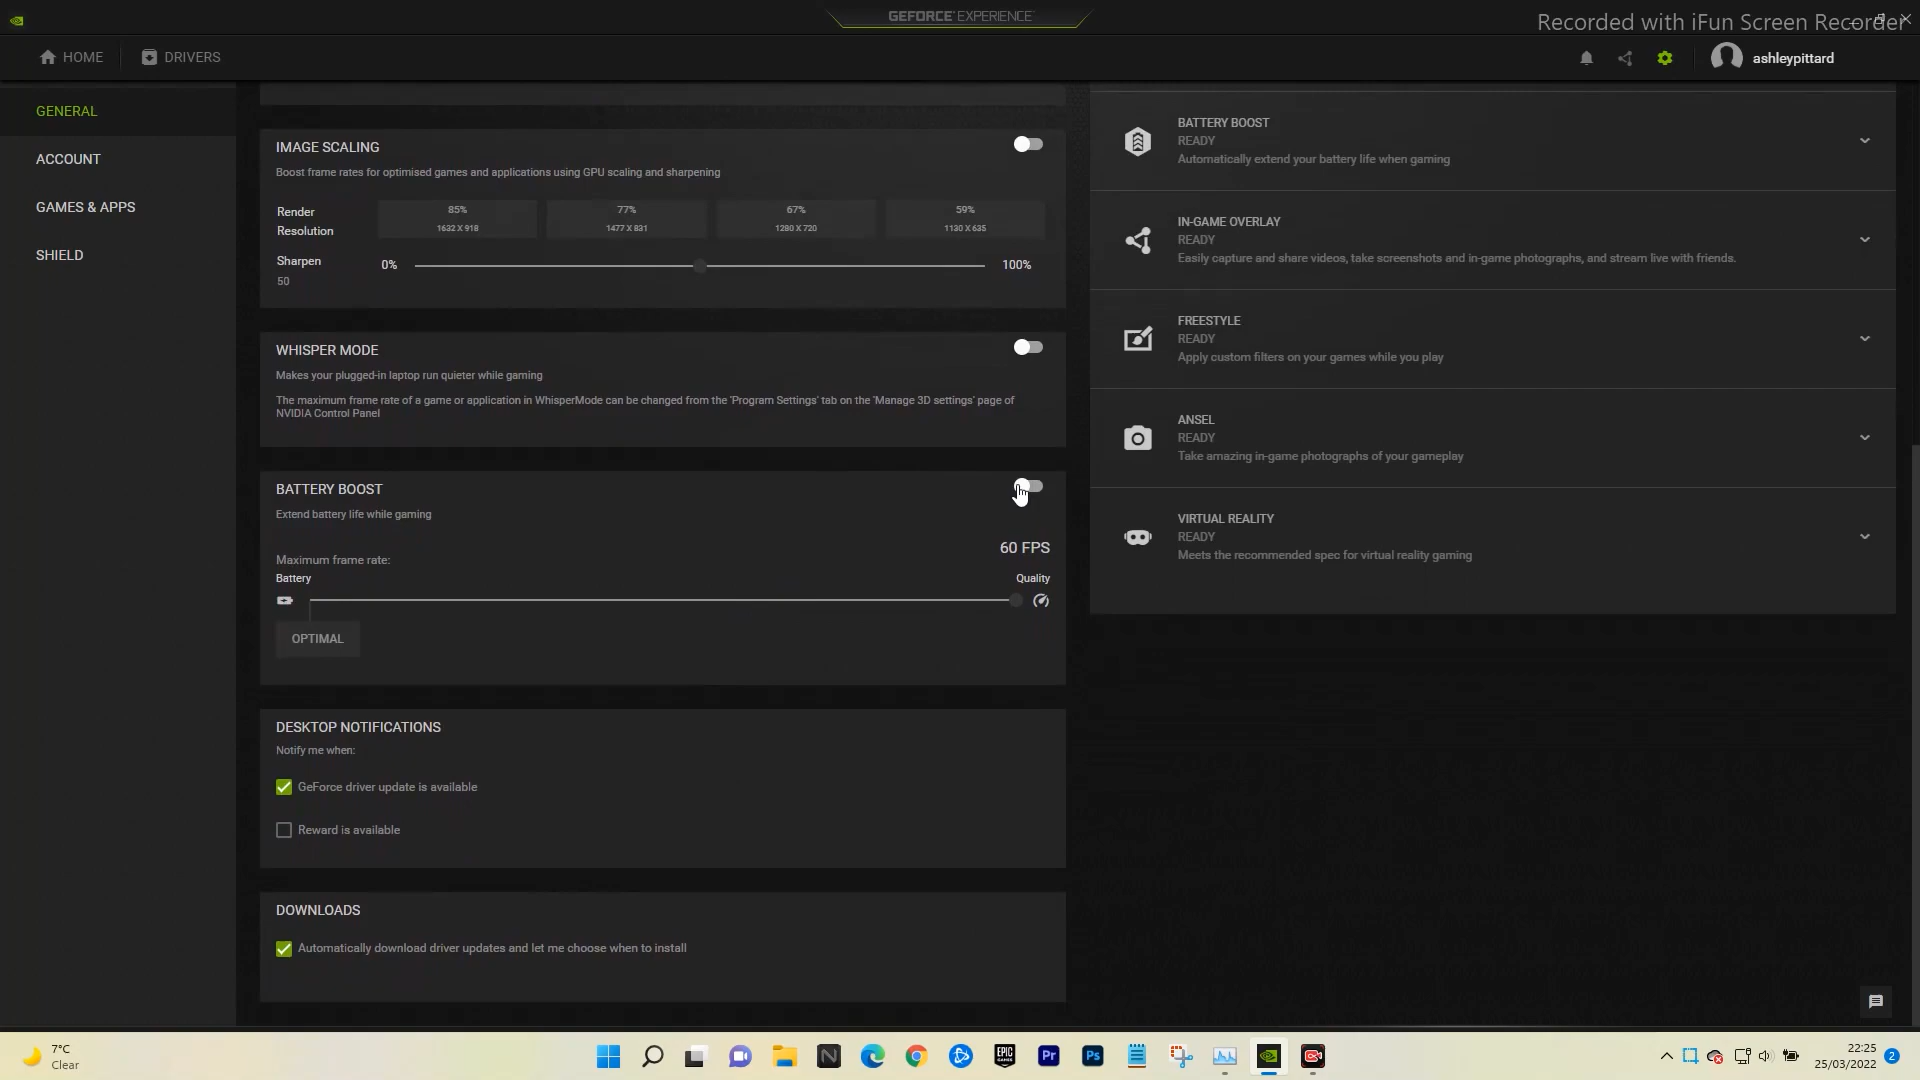 GEFORCE EXPERIENCE
Recorded with iFun Screen Recorder
HOME
DRIVERS
ashleypittard
GENERAL
ACCOUNT
GAMES & APPS
SHIELD
IMAGE SCALING
Boost frame rates for optimised games and applications using GPU scaling and sharpening
Render
Resolution
85%
1632 X 918
77%
1477 X 831
67%
1280 X 720
59%
1130 X 635
Sharpen
50
0%
100%
WHISPER MODE
Makes your plugged-in laptop run quieter while gaming
The maximum frame rate of a game or application in WhisperMode can be changed from the 'Program Settings' tab on the 'Manage 3D settings' page of
NVIDIA Control Panel
BATTERY BOOST
Extend battery life while gaming
60 FPS
Maximum frame rate:
Battery
Quality
OPTIMAL
DESKTOP NOTIFICATIONS
Notify me when:
GeForce driver update is available
Reward is available
DOWNLOADS
Automatically download driver updates and let me choose when to install
BATTERY BOOST
READY
Automatically extend your battery life when gaming
IN-GAME OVERLAY
READY
Easily capture and share videos, take screenshots and in-game photographs, and stream live with friends.
FREESTYLE
READY
Apply custom filters on your games while you play
ANSEL
READY
Take amazing in-game photographs of your gameplay
VIRTUAL REALITY
READY
Meets the recommended spec for virtual reality gaming
7°C
Clear
N
EPIC
GAMES
Pr
Ps
22:25
25/03/2022
2